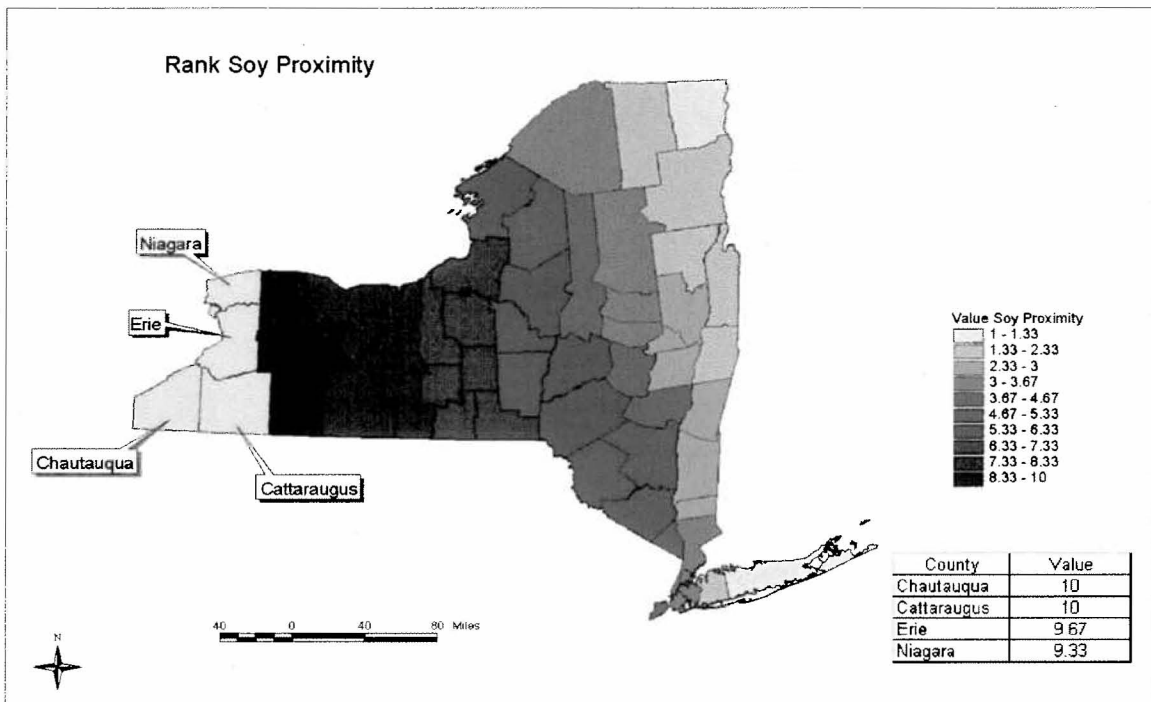 Rank Soy Proximity
Niagara
Erie
Chautauqua
Cattaraugus
Value Soy Proximity
1 - 1.33
1.33 - 2.33
2.33 - 3
3 - 3.67
3.67 - 4.67
4.67 - 5.33
5.33 - 6.33
6.33 - 7.33
7.33 - 8.33
8.33 - 10
County Value
Chautauqua 10
Cattaraugus 10
Erie 9.67
Niagara 9.33
40 0 40 80 Miles
N